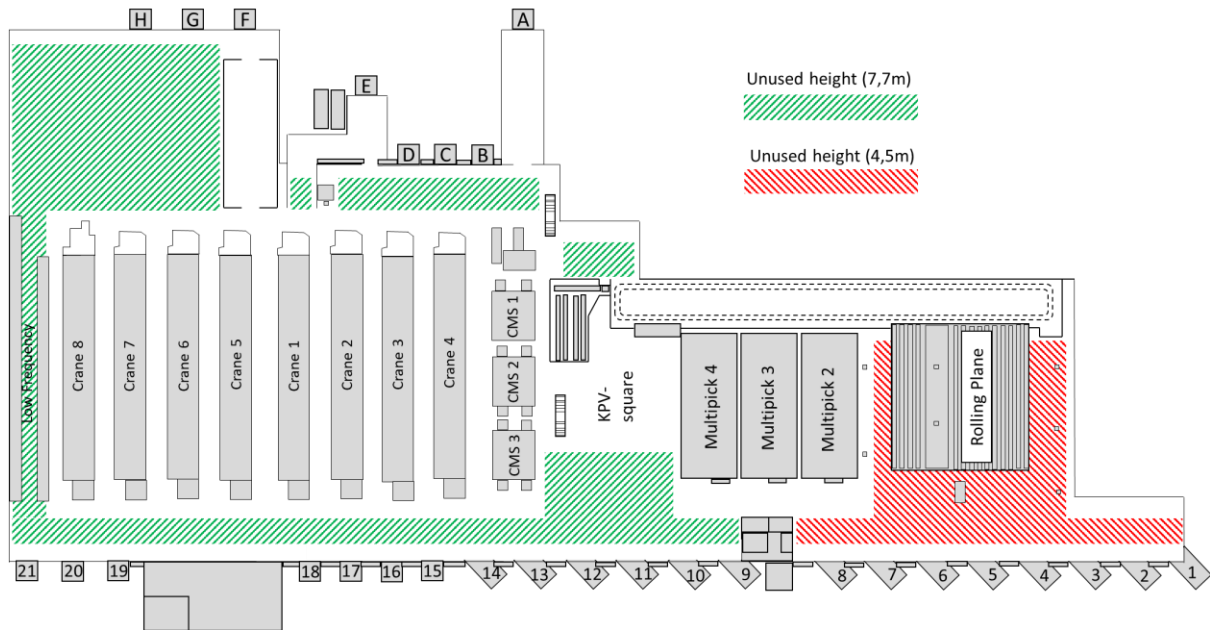 H
G
F
A
Unused height (7,7m)
E
Unused height (4,5m)
D
C
B
Low Frequency
Crane 8
Crane 7
Crane 6
Crane 5
Crane 1
Crane 2
Crane 3
Crane 4
CMS 1
CMS 2
CMS 3
KPV-
square
Multipick 4
Multipick 3
Multipick 2
Rolling Plane
21
20
19
18
17
16
15
14
13
12
11
10
9
8
7
6
5
4
3
2
1